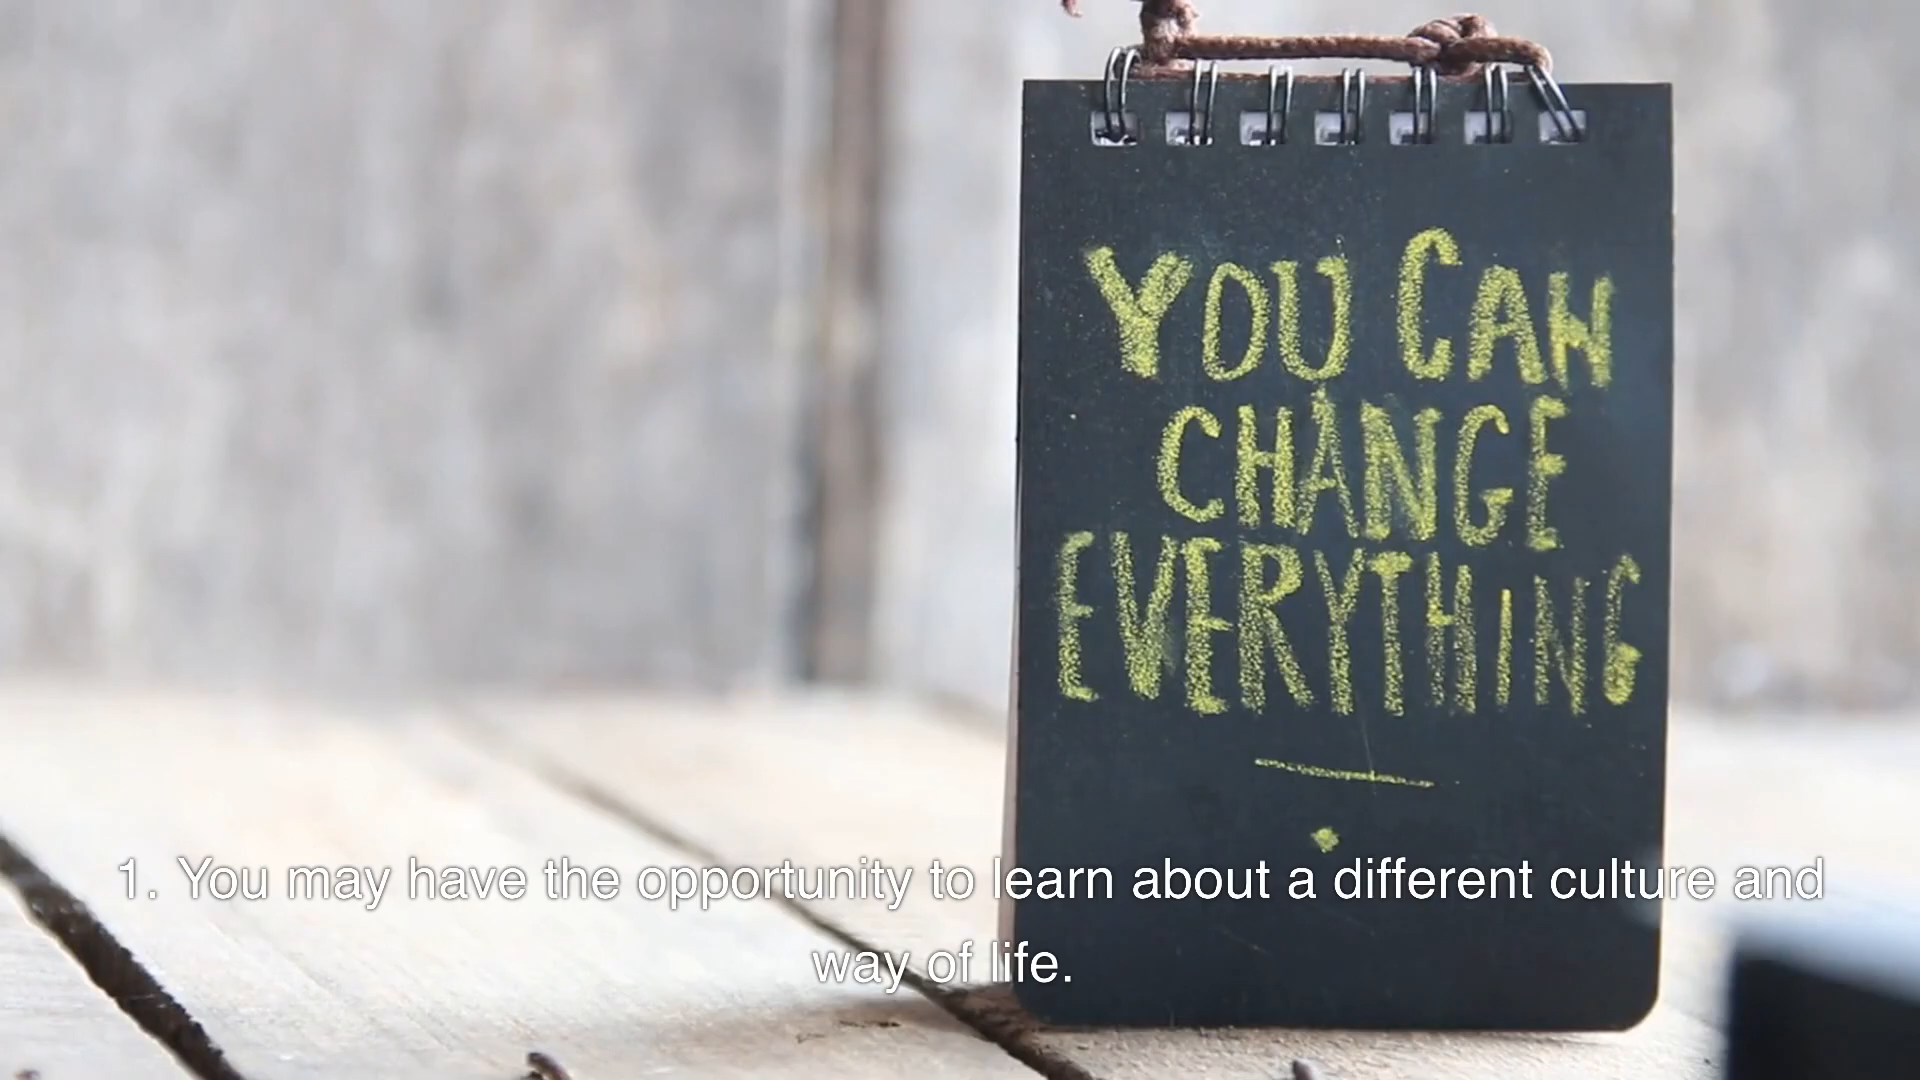 YOU CAN
CHANGE
EVERYTHING
1. You may have the opportunity to learn about a different culture and
way of life.